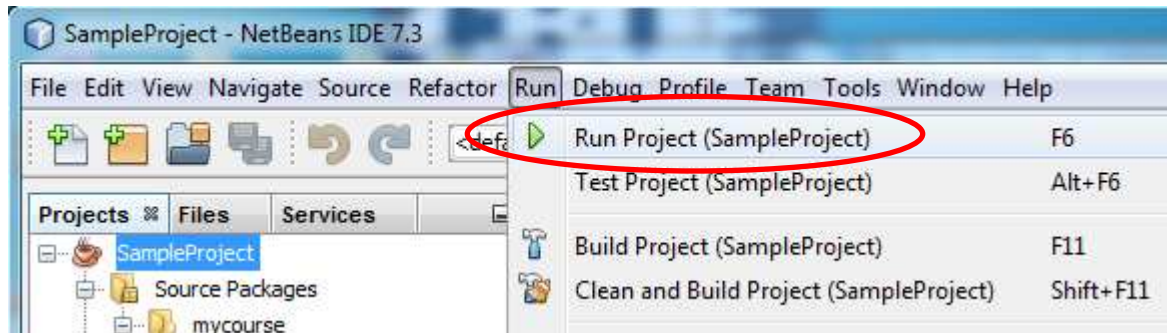 SampleProject - NetBeans IDE 7.3
File Edit View Navigate Source Refactor Run Debug Profile Team Tools Window Help
<defa
Run Project (SampleProject) F6
Test Project (SampleProject) Alt+F6
Projects Files Services
Build Project (SampleProject) F11
SampleProject
Clean and Build Project (SampleProject) Shift+F11
Source Packages
mycourse